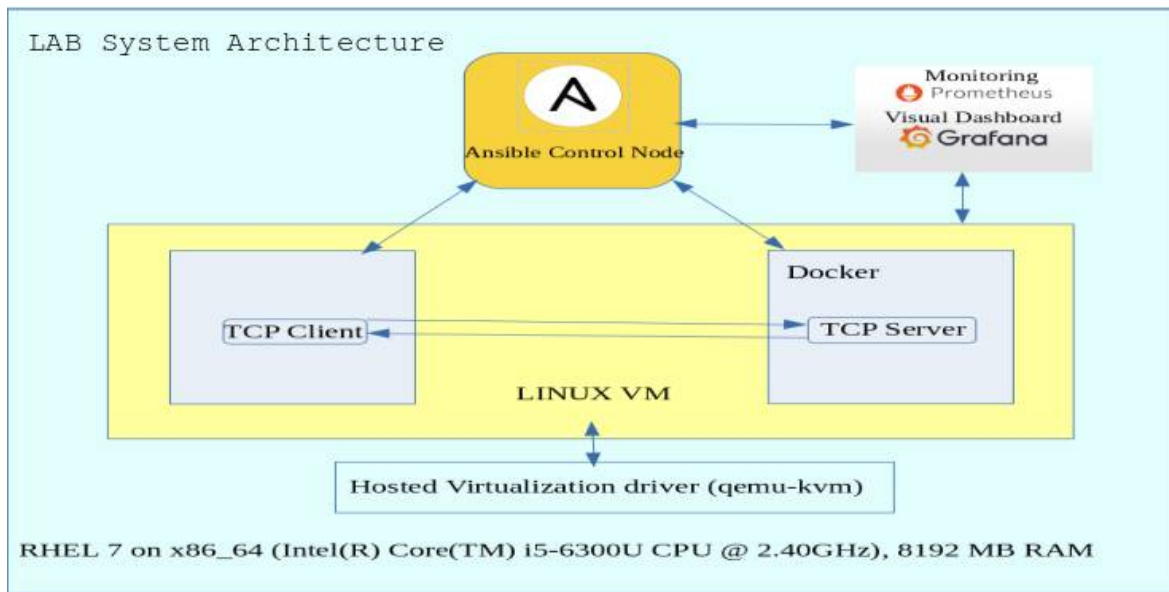 LAB System Architecture
Ansible Control Node
Monitoring
Prometheus
Visual Dashboard
Grafana
Docker
TCP Client
TCP Server
LINUX VM
Hosted Virtualization driver (qemu-kvm)
RHEL 7 on x86_64 (Intel(R) Core(TM) i5-6300U CPU @ 2.40GHz), 8192 MB RAM